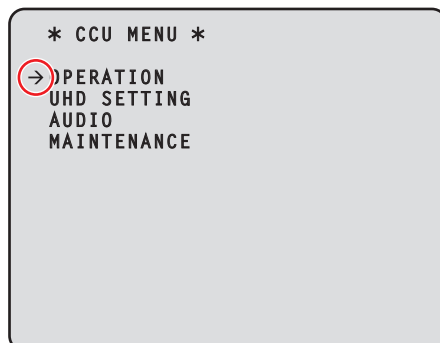 * CCU MENU *
→OPERATION
UHD SETTING
AUDIO
MAINTENANCE